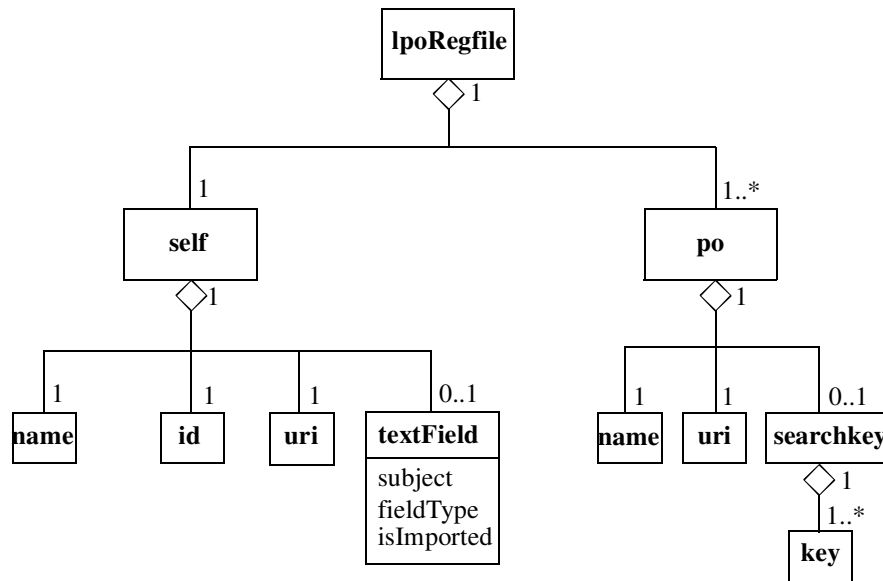 lpoRegfile
1
1
1..*
self
po
1
1
1
1
1
0..1
1
1
0..1
name
id
uri
textField
name
uri
searchkey
subject
fieldType
isImported
1
1..*
key